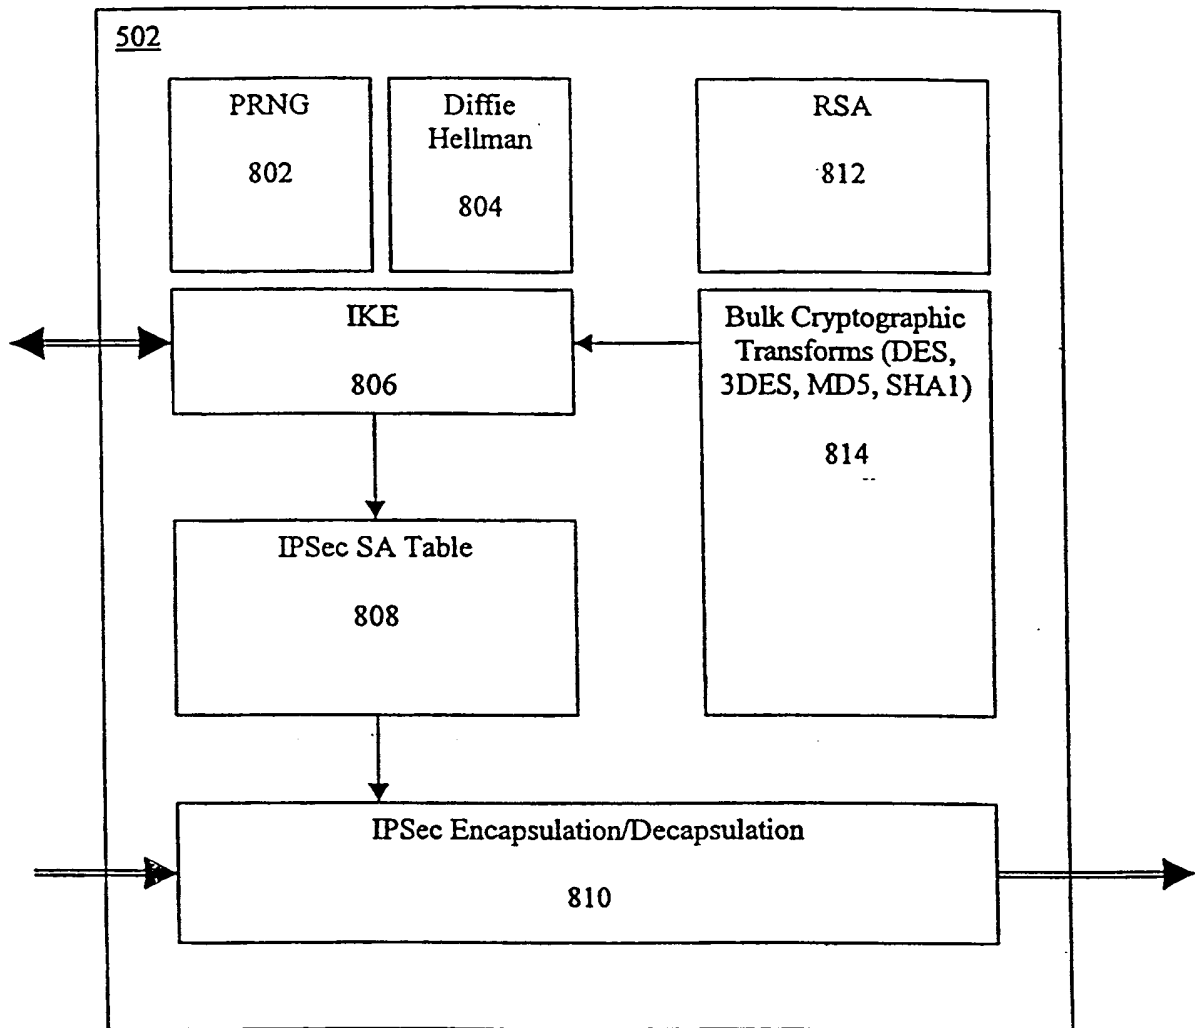 502
PRNG
802
Diffie
Hellman
804
RSA
812
IKE
806
Bulk Cryptographic
Transforms (DES,
3DES, MD5, SHA1)
814
IPSec SA Table
808
IPSec Encapsulation/Decapsulation
810